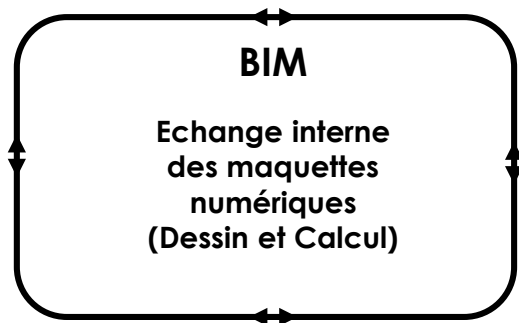 BIM
Echange interne
des maquettes
numériques
(Dessin et Calcul)